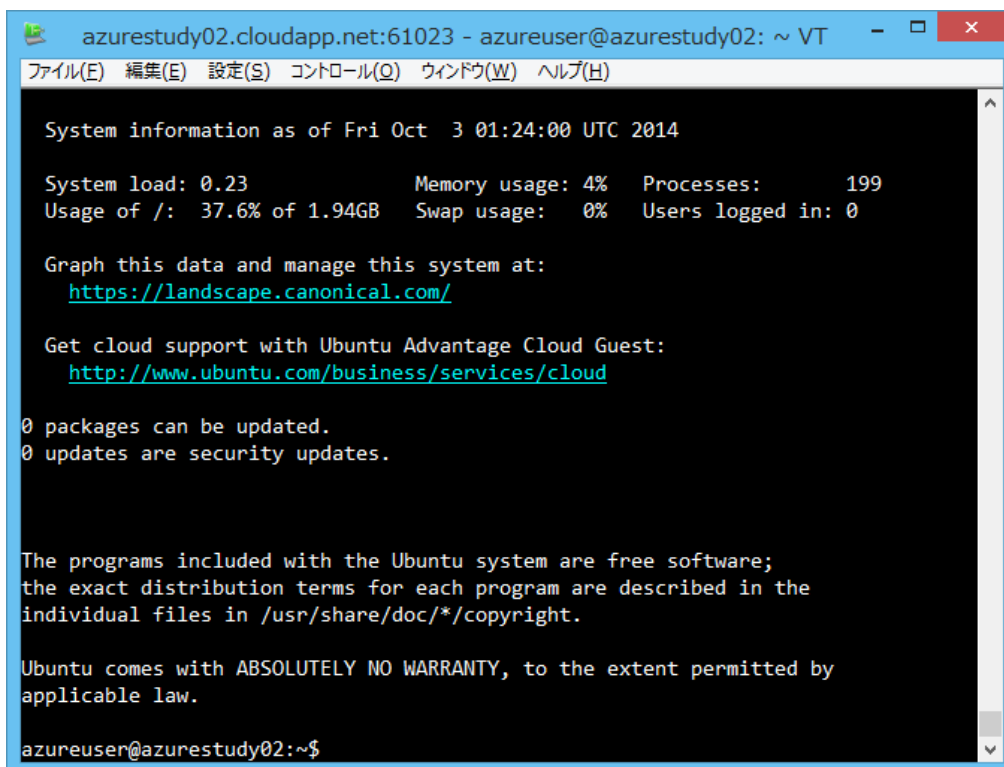 azurestudy02.cloudapp.net:61023 - azureuser@azurestudy02: ~ VT
ファイル(F) 編集(E) 設定(S) コントロール(O) ウィンドウ(W) ヘルプ(H)
System information as of Fri Oct  3 01:24:00 UTC 2014
System load: 0.23              Memory usage: 4%   Processes:       199
Usage of /:  37.6% of 1.94GB   Swap usage:   0%   Users logged in: 0
Graph this data and manage this system at:
https://landscape.canonical.com/
Get cloud support with Ubuntu Advantage Cloud Guest:
http://www.ubuntu.com/business/services/cloud
0 packages can be updated.
0 updates are security updates.
The programs included with the Ubuntu system are free software;
the exact distribution terms for each program are described in the
individual files in /usr/share/doc/*/copyright.
Ubuntu comes with ABSOLUTELY NO WARRANTY, to the extent permitted by
applicable law.
azureuser@azurestudy02:~$